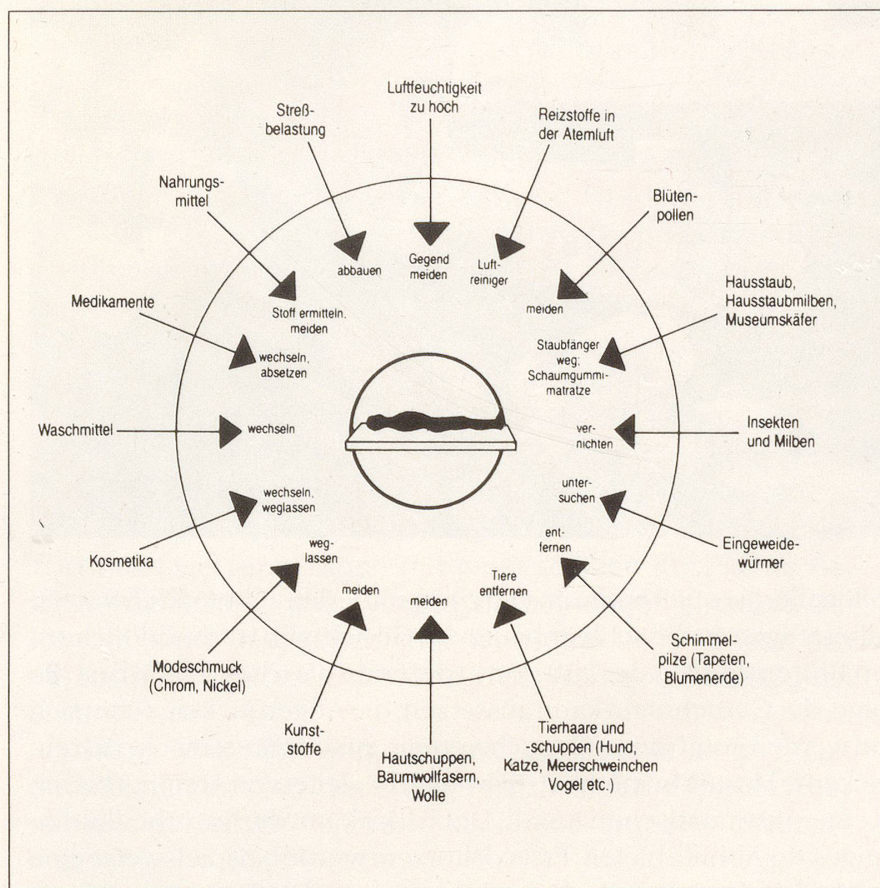 Luftfeuchtigkeit
zu hoch
Gegend
meiden
Reizstoffe in
der Atemluft
Luft-
reiniger
Blüten-
pollen
meiden
Hausstaub,
Hausstaubmilben,
Museumskäfer
Staubfänger
weg;
Schaumgummi-
matratze
Insekten
und Milben
ver-
nichten
Eingeweide-
würmer
unter-
suchen
Schimmel-
pilze (Tapeten,
Blumenerde)
ent-
fernen
Tierhaare und
-schuppen (Hund,
Katze, Meerschweinchen
Vogel etc.)
Tiere
entfernen
Hautschuppen,
Baumwollfasern,
Wolle
meiden
Kunst-
stoffe
meiden
Modeschmuck
(Chrom, Nickel)
weg-
lassen
Kosmetika
wechseln,
weglassen
Waschmittel
wechseln
Medikamente
wechseln,
absetzen
Nahrungs-
mittel
Stoff ermitteln,
meiden
Streß-
belastung
abbauen